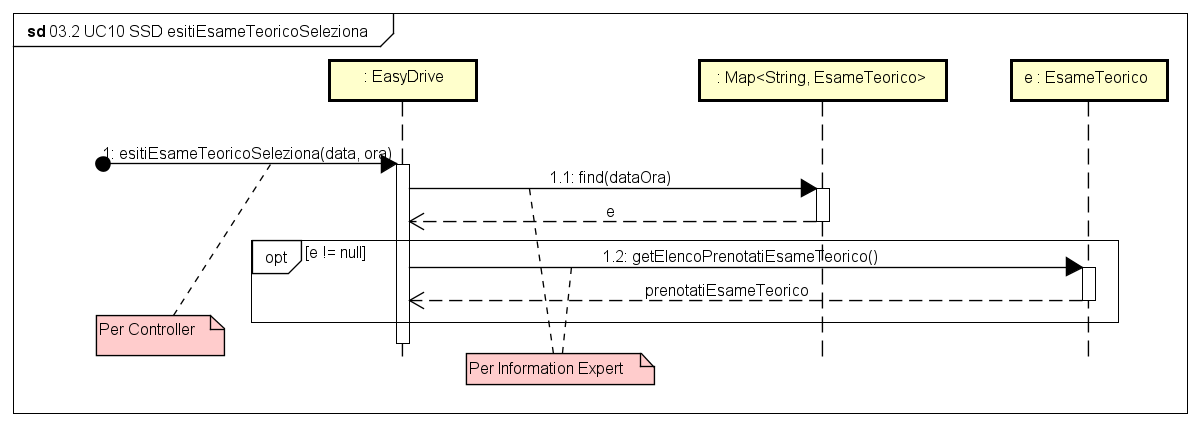 sd 03.2 UC10 SSD esitiEsameTeoricoSeleziona
: EasyDrive
: Map<String, EsameTeorico>
e : EsameTeorico
1: esitiEsameTeoricoSeleziona(data, ora)
1.1: find(dataOra)
e
opt
[e != null]
1.2: getElencoPrenotatiEsameTeorico()
prenotatiEsameTeorico
Per Controller
Per Information Expert